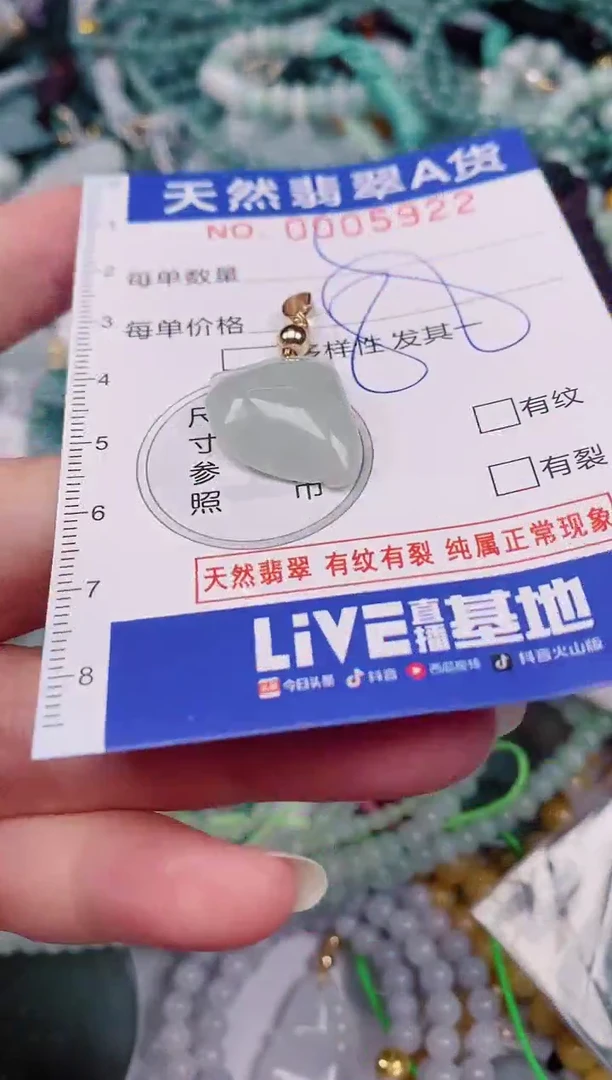 天然翡翠A货
NO. 0005922
1
2 每单数量
3 每单价格
多样性 发其一
4
5
6
7
8
尺
寸
参
照
币
有纹
有裂
天然翡翠 有纹有裂 纯属正常现象
LiVE直播基地
今日头条 抖音 西瓜视频 抖音火山版